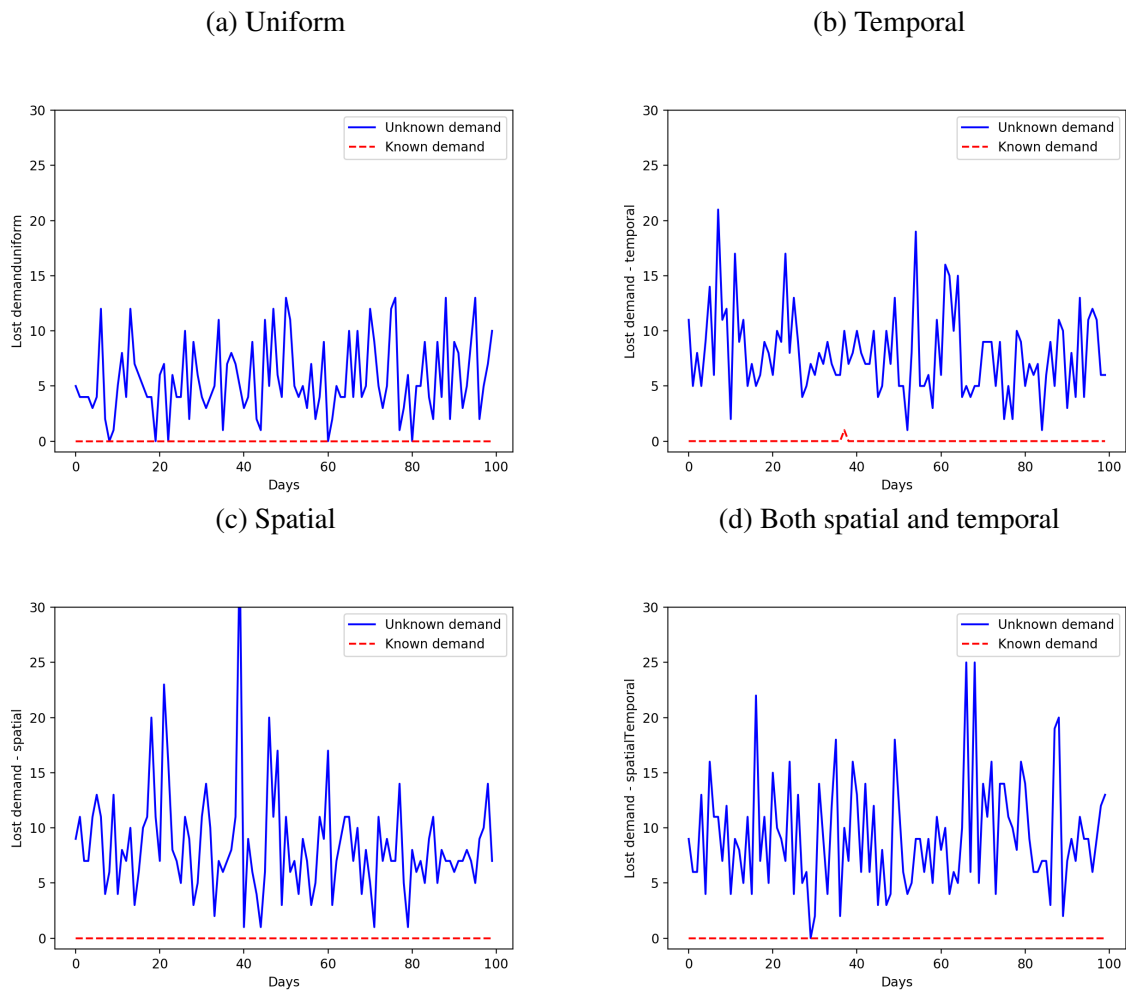 (a) Uniform
(b) Temporal
30
25
20
15
10
5
0
Lost demanduniform
Unknown demand
Known demand
0 20 40 60 80 100
Days
30
25
20
15
10
5
0
Lost demand - temporal
Unknown demand
Known demand
0 20 40 60 80 100
Days
(c) Spatial
(d) Both spatial and temporal
30
25
20
15
10
5
0
Lost demand - spatial
Unknown demand
Known demand
0 20 40 60 80 100
Days
30
25
20
15
10
5
0
Lost demand - spatialTemporal
Unknown demand
Known demand
0 20 40 60 80 100
Days